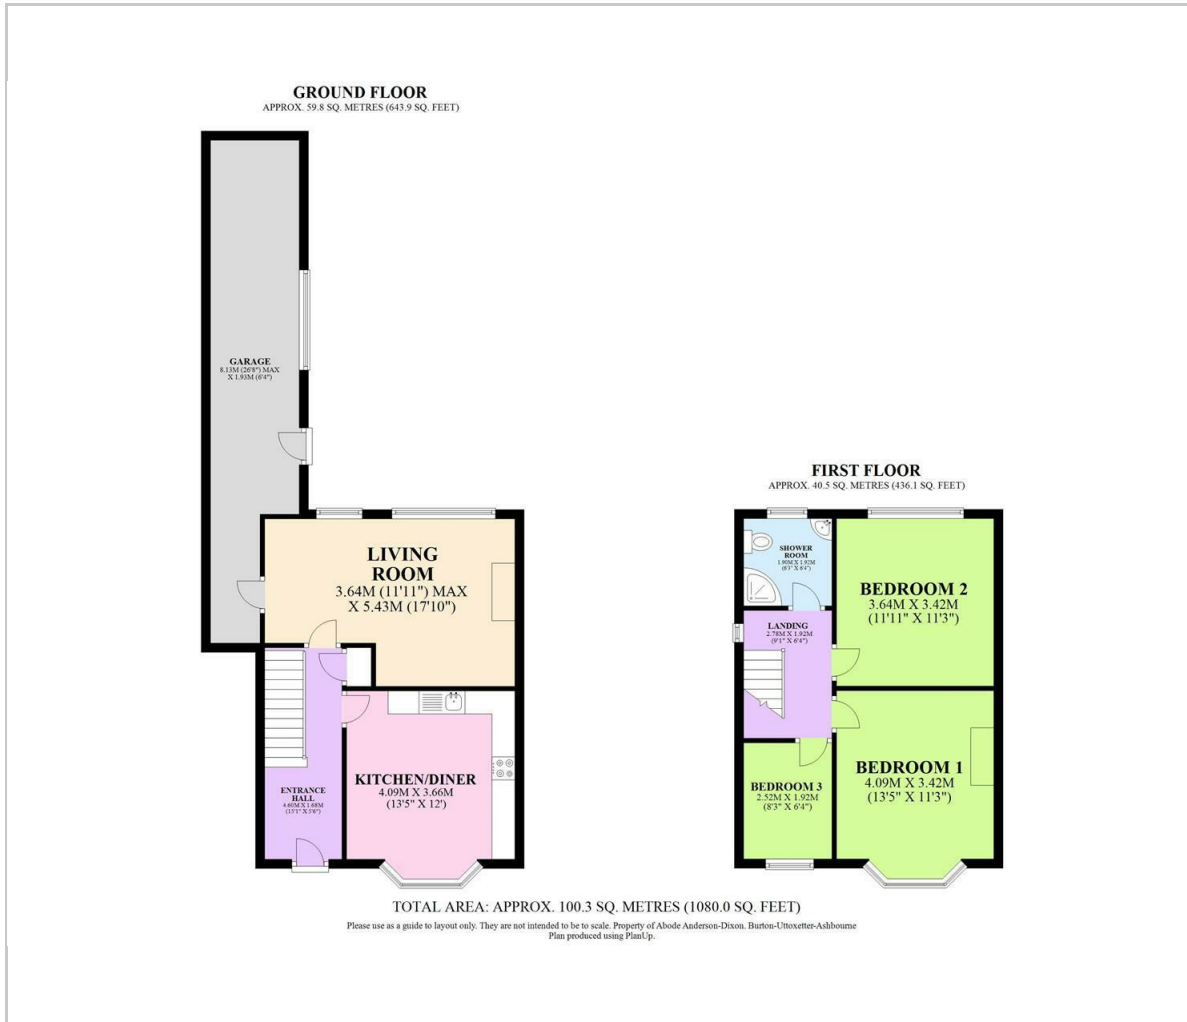 GROUND FLOOR
APPROX. 59.8 SQ. METRES (643.9 SQ. FEET)
GARAGE
8.13M (26'8") MAX
X 1.93M (6'4")
LIVING
ROOM
3.64M (11'11") MAX
X 5.43M (17'10")
KITCHEN/DINER
4.09M X 3.66M
(13'5" X 12')
ENTRANCE
HALL
4.60M X 1.68M
(15'1" X 5'6")
FIRST FLOOR
APPROX. 40.5 SQ. METRES (436.1 SQ. FEET)
SHOWER
ROOM
1.90M X 1.92M
(6'3" X 6'4")
BEDROOM 2
3.64M X 3.42M
(11'11" X 11'3")
LANDING
2.78M X 1.92M
(9'1" X 6'4")
BEDROOM 1
4.09M X 3.42M
(13'5" X 11'3")
BEDROOM 3
2.52M X 1.92M
(8'3" X 6'4")
TOTAL AREA: APPROX. 100.3 SQ. METRES (1080.0 SQ. FEET)
Please use as a guide to layout only. They are not intended to be to scale. Property of Abode Anderson-Dixon. Burton-Uttoxetter-Ashbourne
Plan produced using PlanUp.